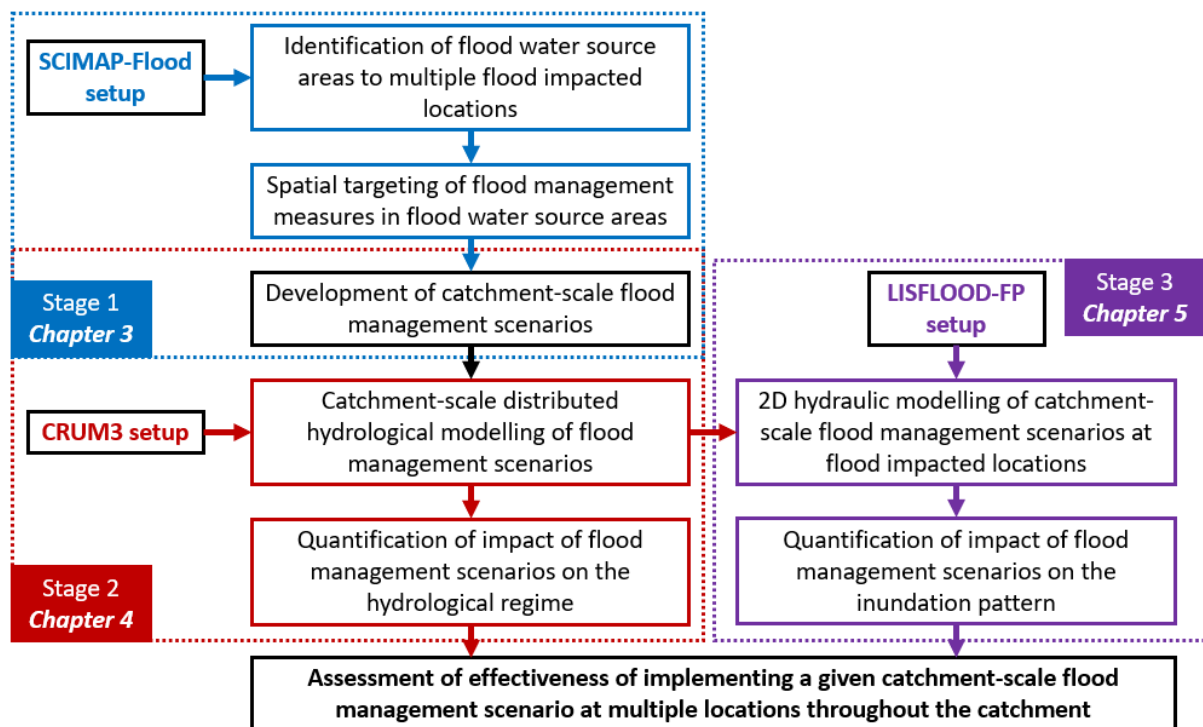 SCIMAP-Flood
setup
Identification of flood water source
areas to multiple flood impacted
locations
Spatial targeting of flood management
measures in flood water source areas
Stage 1
Chapter 3
Development of catchment-scale flood
management scenarios
LISFLOOD-FP
setup
Stage 3
Chapter 5
CRUM3 setup
Catchment-scale distributed
hydrological modelling of flood
management scenarios
2D hydraulic modelling of catchment-
scale flood management scenarios at
flood impacted locations
Stage 2
Chapter 4
Quantification of impact of flood
management scenarios on the
hydrological regime
Quantification of impact of flood
management scenarios on the
inundation pattern
Assessment of effectiveness of implementing a given catchment-scale flood
management scenario at multiple locations throughout the catchment